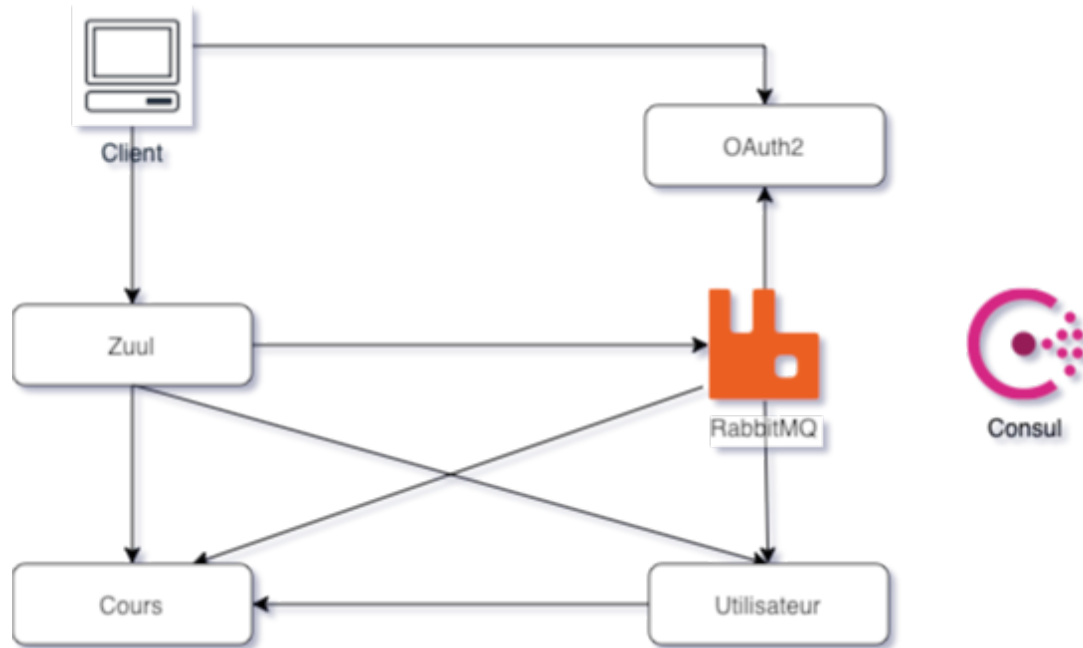 Client
OAuth2
Zuul
RabbitMQ
Consul
Cours
Utilisateur